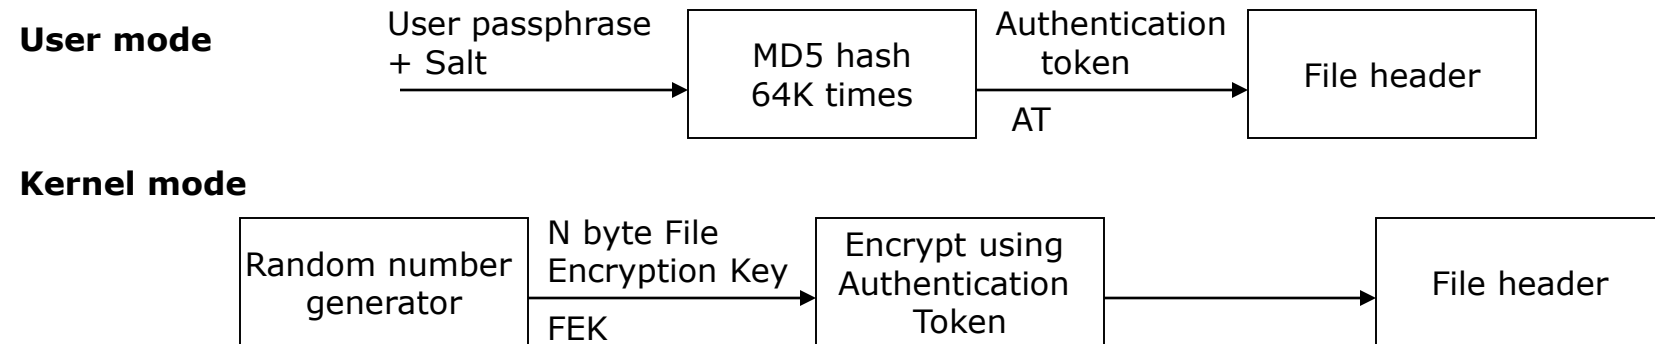 User mode
User passphrase
+ Salt
MD5 hash
64K times
Authentication
token
AT
File header
Kernel mode
Random number
generator
N byte File
Encryption Key
FEK
Encrypt using
Authentication
Token
File header